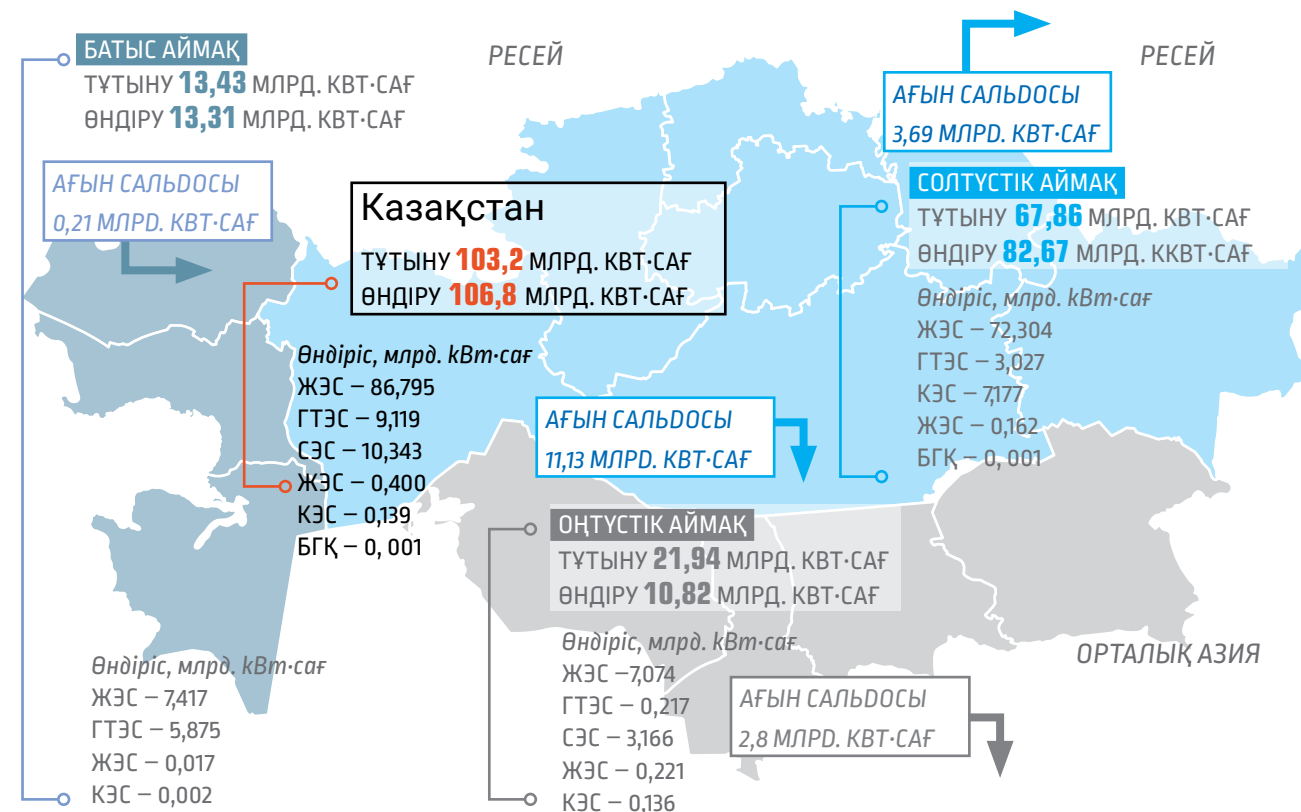 БАТЫС АЙМАҚ
ТҰТЫНУ 13,43 МЛРД. КВТ·САҒ
ӨНДІРУ 13,31 МЛРД. КВТ·САҒ
РЕСЕЙ
РЕСЕЙ
АҒЫН САЛЬDОСЫ
3,69 МЛРD. КВТ·САҒ
АҒЫН САЛЬDОСЫ
0,21 МЛРD. КВТ·САҒ
Казақстан
ТҰТЫНУ 103,2 МЛРД. КВТ·САҒ
ӨНДІРУ 106,8 МЛРД. КВТ·САҒ
Өндіріс, млрд. kВт·сағ
ЖЭС – 86,795
ГТЭС – 9,119
СЭС – 10,343
ЖЭС – 0,400
КЭС – 0,139
БГҚ – 0, 001
СОЛТҮСТІК АЙМАҚ
ТҰТЫНУ 67,86 МЛРД. КВТ·САҒ
ӨНДІРУ 82,67 МЛРД. ККВТ·САҒ
Өндіріс, млрд. kВт·сағ
ЖЭС – 72,304
ГТЭС – 3,027
КЭС – 7,177
ЖЭС – 0,162
БГҚ – 0, 001
АҒЫН САЛЬDОСЫ
11,13 МЛРD. КВТ·САҒ
ОҢТҮСТІК АЙМАҚ
ТҰТЫНУ 21,94 МЛРД. КВТ·САҒ
ӨНДІРУ 10,82 МЛРД. КВТ·САҒ
Өндіріс, млрд. kВт·сағ
ЖЭС –7,074
ГТЭС – 0,217
СЭС – 3,166
ЖЭС – 0,221
КЭС – 0,136
ОРТАЛЫҚ АЗИЯ
АҒЫН САЛЬDОСЫ
2,8 МЛРD. КВТ·САҒ
Өндіріс, млрд. kВт·сағ
ЖЭС – 7,417
ГТЭС – 5,875
ЖЭС – 0,017
КЭС – 0,002